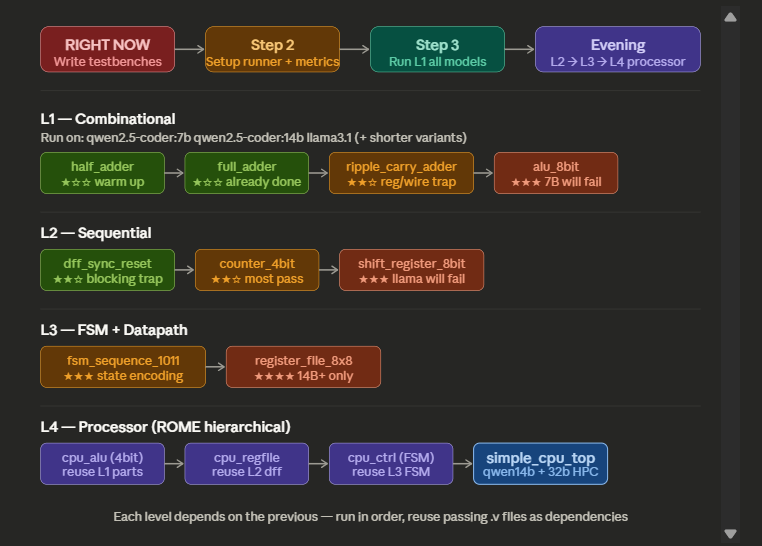 RIGHT NOW
Write testbenches
Step 2
Setup runner + metrics
Step 3
Run L1 all models
Evening
L2 → L3 → L4 processor
L1 — Combinational
Run on: qwen2.5-coder:7b qwen2.5-coder:14b llama3.1 (+ shorter variants)
half_adder
★☆☆ warm up
full_adder
★☆☆ already done
ripple_carry_adder
★★☆ reg/wire trap
alu_8bit
★★★ 7B will fail
L2 — Sequential
dff_sync_reset
★★☆ blocking trap
counter_4bit
★★☆ most pass
shift_register_8bit
★★★ llama will fail
L3 — FSM + Datapath
fsm_sequence_1011
★★★ state encoding
register_file_8x8
★★★★ 14B+ only
L4 — Processor (ROME hierarchical)
cpu_alu (4bit)
reuse L1 parts
cpu_regfile
reuse L2 dff
cpu_ctrl (FSM)
reuse L3 FSM
simple_cpu_top
qwen14b + 32b HPC
Each level depends on the previous — run in order, reuse passing .v files as dependencies